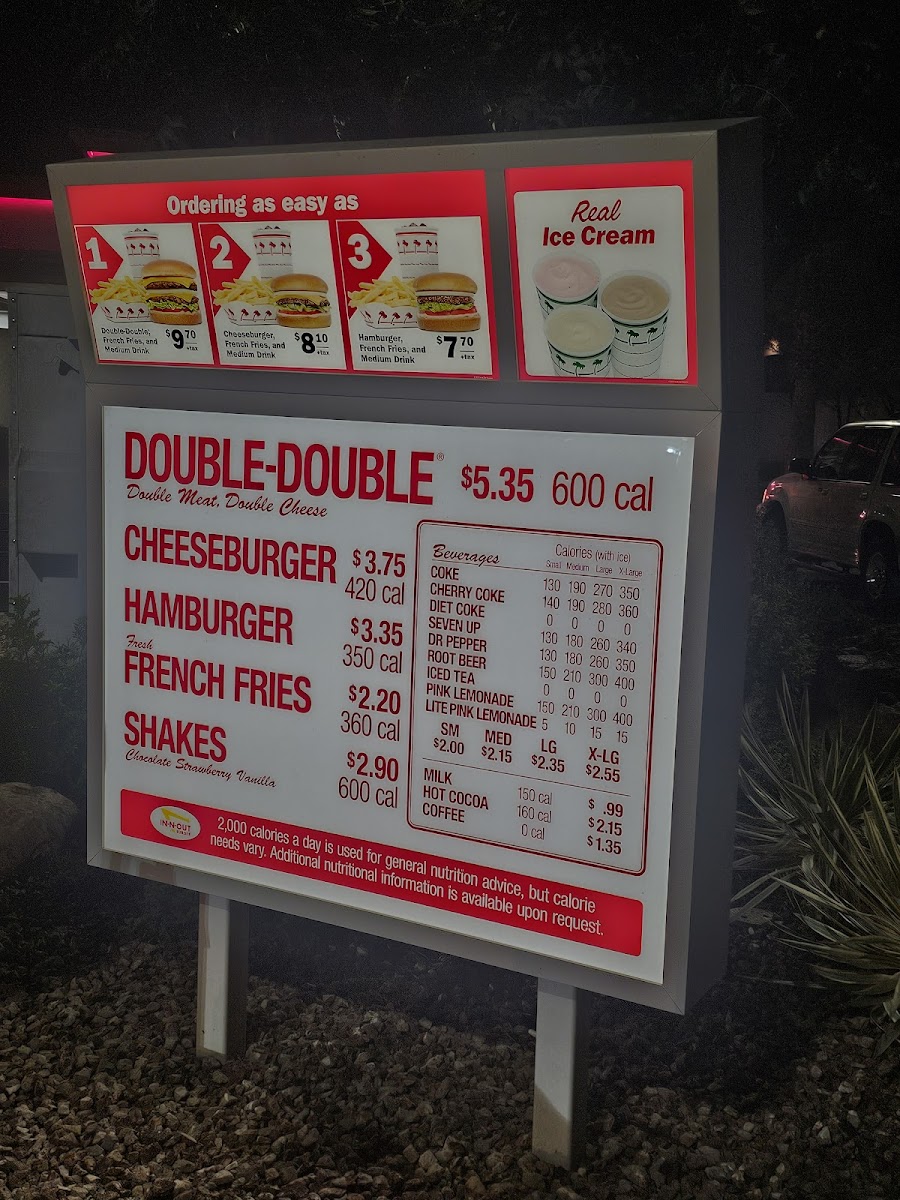 Ordering as easy as
1
Double-Double,
French Fries, and
Medium Drink
$9.70
+tax
2
Cheeseburger,
French Fries, and
Medium Drink
$8.10
+tax
3
Hamburger,
French Fries, and
Medium Drink
$7.70
+tax
Real
Ice Cream
DOUBLE-DOUBLE® $5.35 600 cal
Double Meat, Double Cheese
CHEESEBURGER $3.75
420 cal
HAMBURGER $3.35
350 cal
Fresh
FRENCH FRIES $2.20
360 cal
SHAKES $2.90
Chocolate Strawberry Vanilla 600 cal
Beverages Calories (with ice)
Small Medium Large X-Large
COKE 130 190 270 350
CHERRY COKE 140 190 280 360
DIET COKE 0 0 0 0
SEVEN UP 130 180 260 340
DR PEPPER 130 180 260 350
ROOT BEER 150 210 300 400
ICED TEA 0 0 0 0
PINK LEMONADE 150 210 300 400
LITE PINK LEMONADE 5 10 15 15
SM MED LG X-LG
$2.00 $2.15 $2.35 $2.55
MILK 150 cal $ .99
HOT COCOA 160 cal $2.15
COFFEE 0 cal $1.35
IN-N-OUT
2,000 calories a day is used for general nutrition advice, but calorie
needs vary. Additional nutritional information is available upon request.